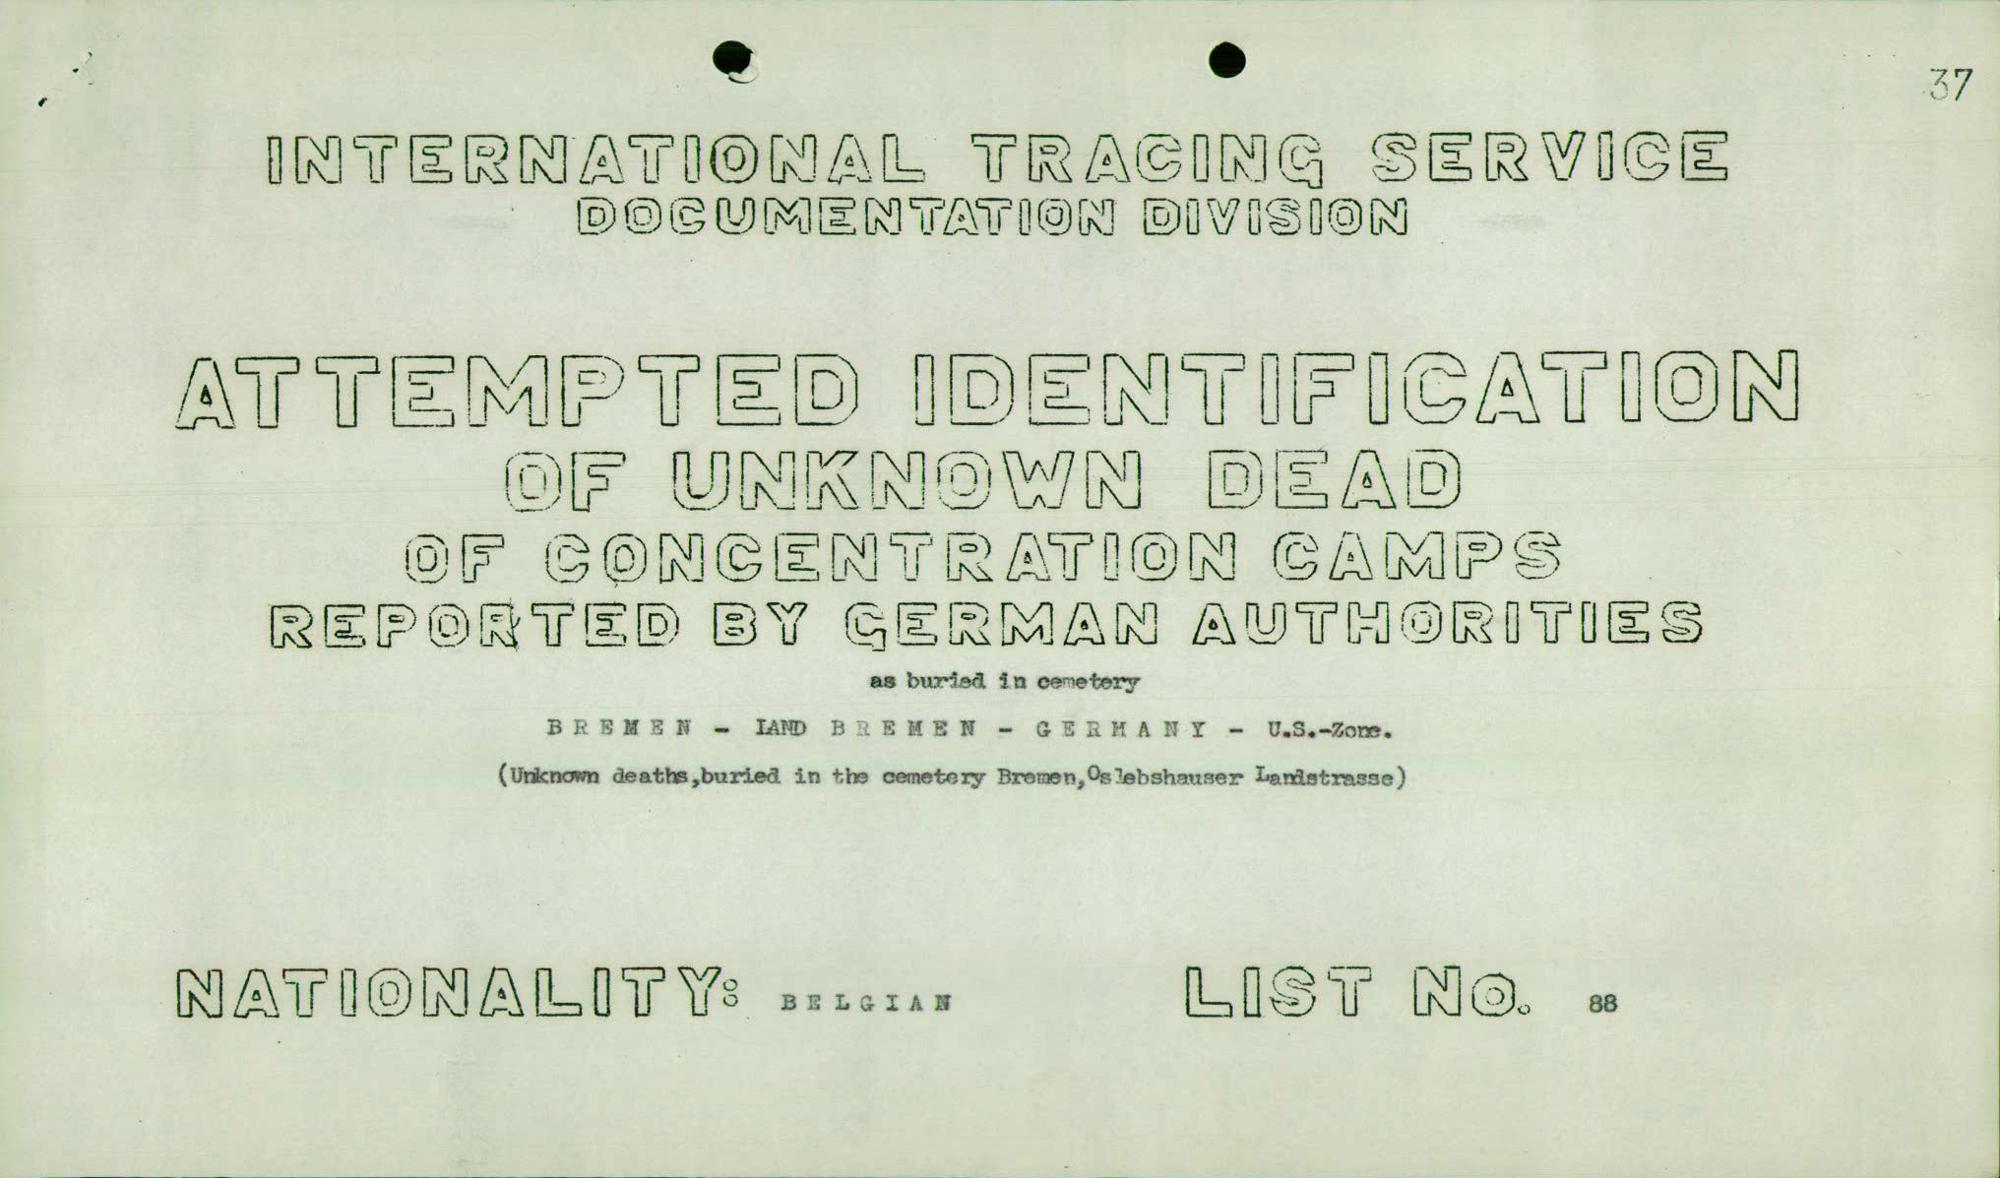 37
INTERNATIONAL TRACING SERVICE
DOCUMENTATION DIVISION
ATTEMPTED IDENTIFICATION
OF UNKNOWN DEAD
OF CONCENTRATION CAMPS
REPORTED BY GERMAN AUTHORITIES
as buried in cemetery
BREMEN - LAND BREMEN - GERMANY - U.S.-Zone.
(Unknown deaths,buried in the cemetery Bremen,Oslebshauser Landstrasse)
NATIONALITY: BELGIAN LIST No. 88